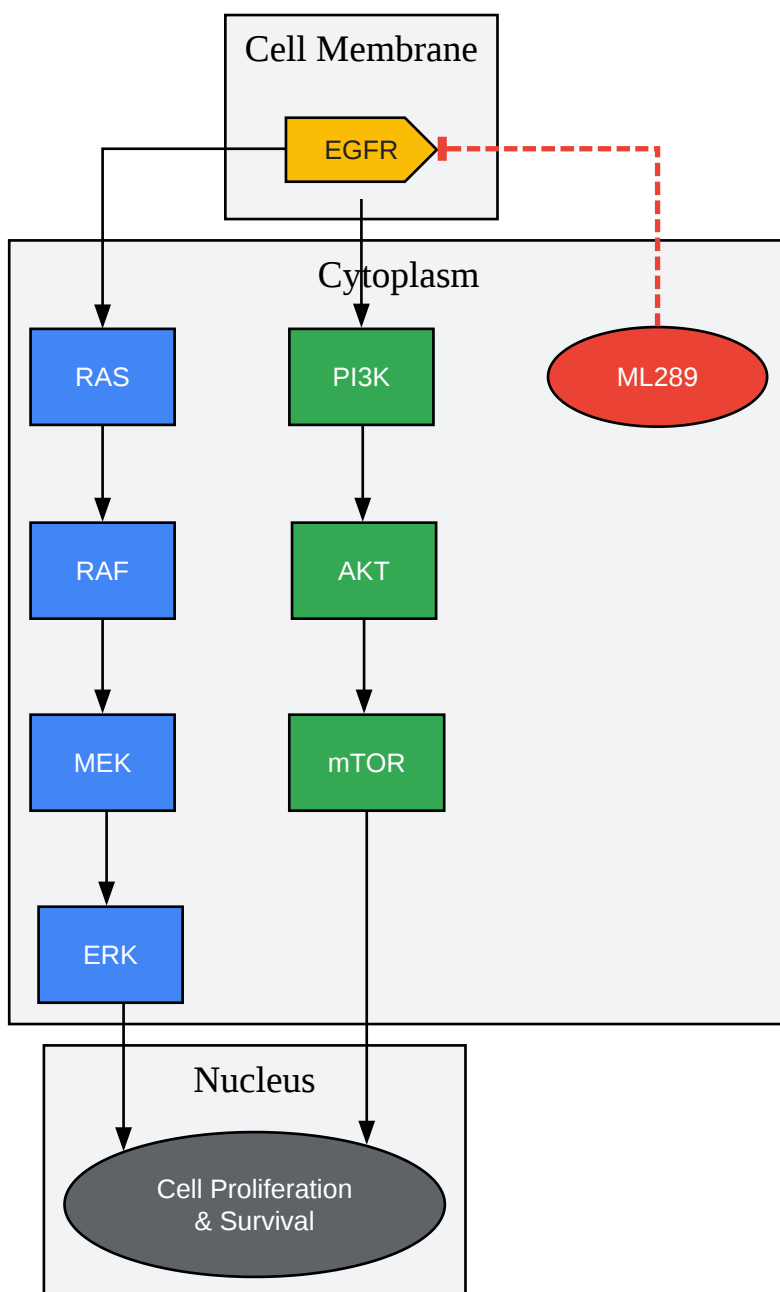 Cell Membrane
EGFR
Cytoplasm
RAS
PI3K
ML289
RAF
AKT
MEK
mTOR
ERK
Nucleus
Cell Proliferation
& Survival